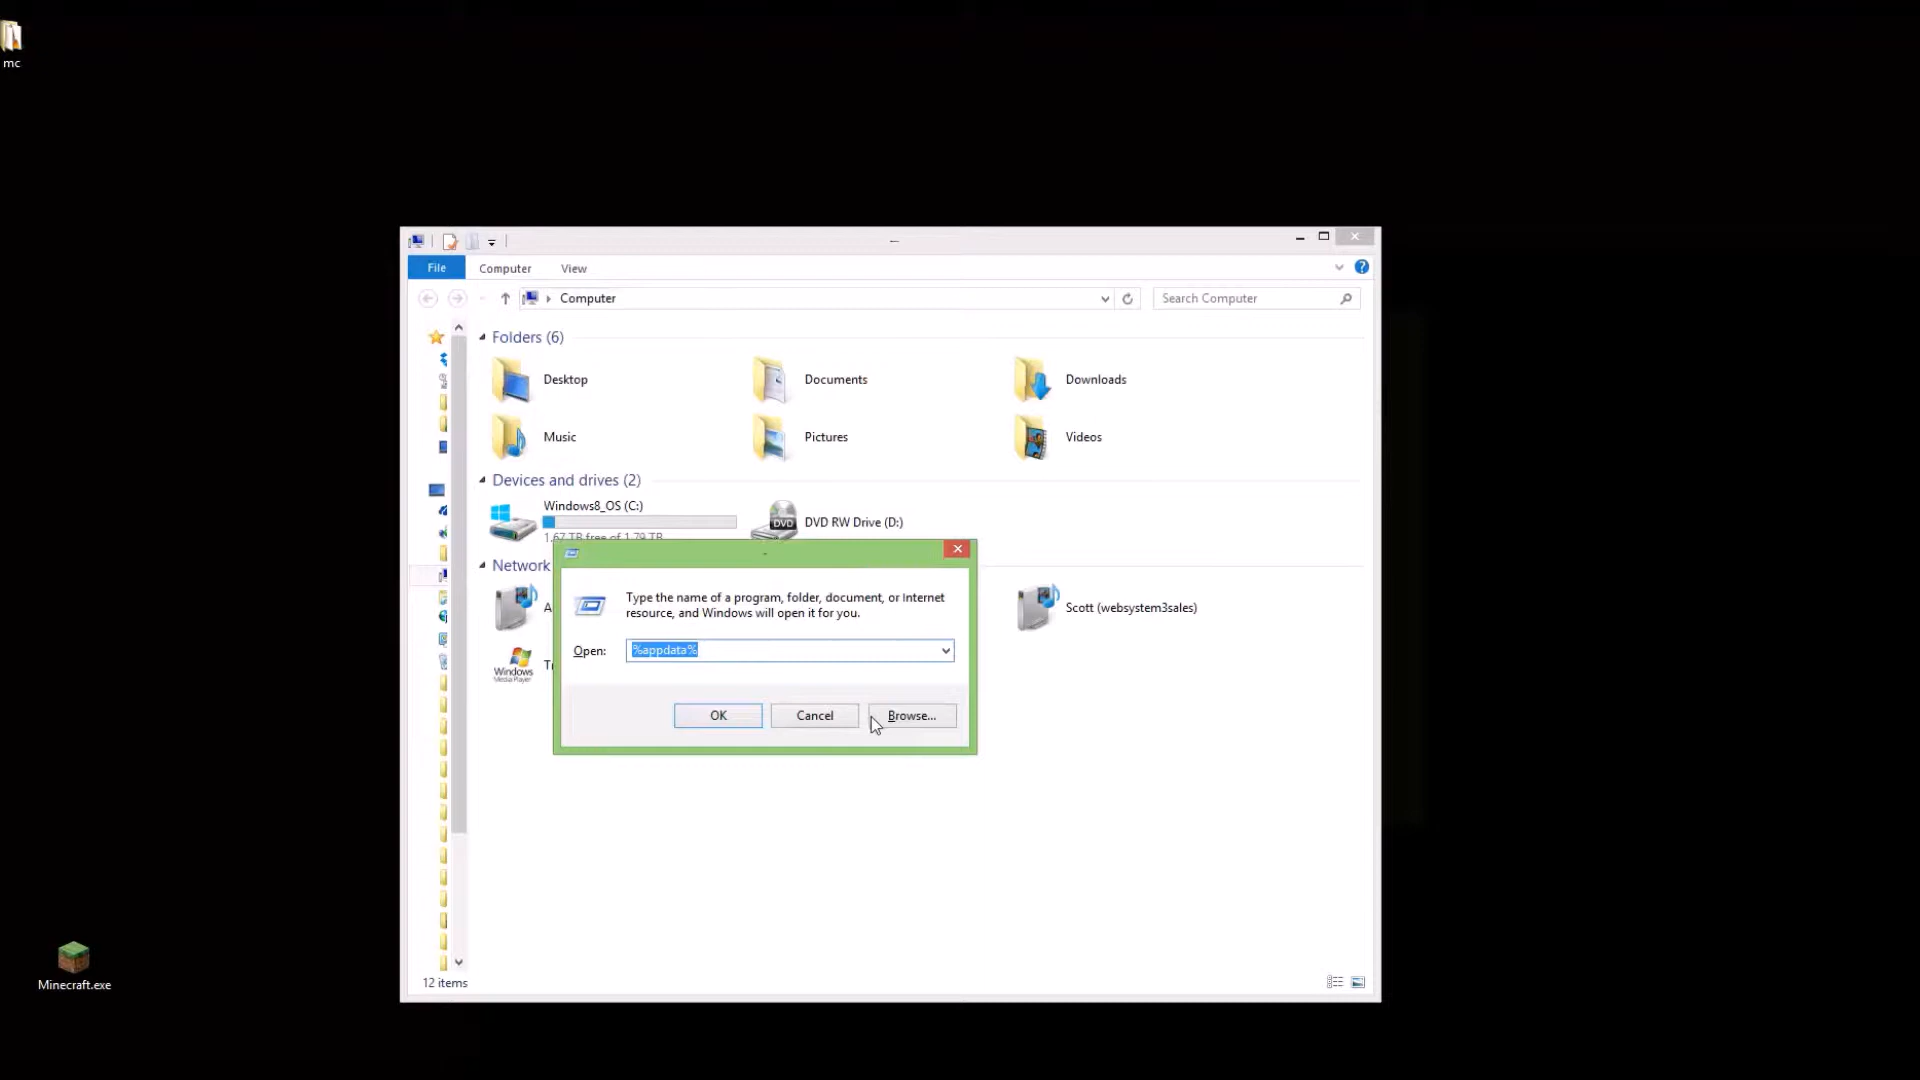 mc
File Computer View
Computer
Search Computer
Folders (6)
Desktop Documents Downloads
Music Pictures Videos
Devices and drives (2)
Windows8_OS (C:)
DVD RW Drive (D:)
1.67 TB free of 1.79 TB
Network
Type the name of a program, folder, document, or Internet
resource, and Windows will open it for you.
Scott (websystem3sales)
Open: %appdata%
Windows
Media Player
OK Cancel Browse...
Minecraft.exe
12 items